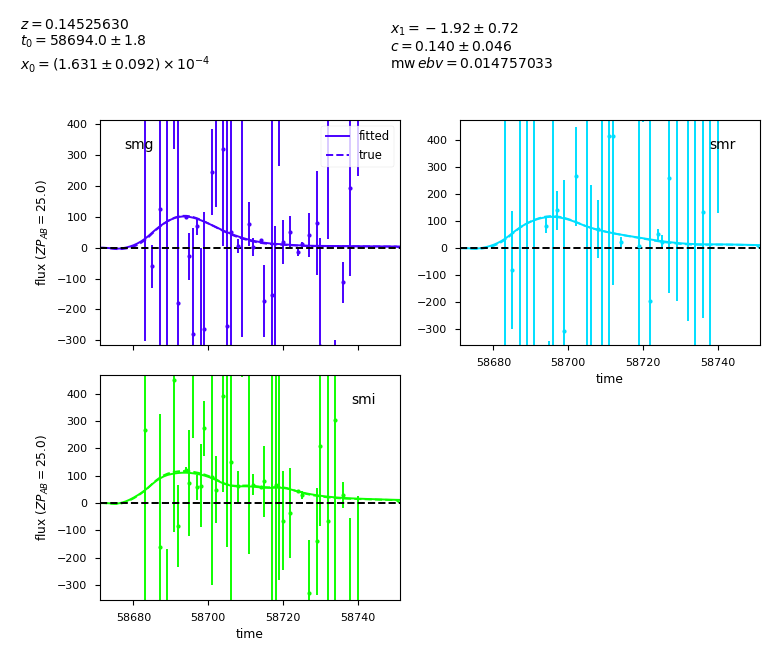 z = 0.14525630
t₀ = 58694.0 ± 1.8
x₀ = (1.631 ± 0.092) × 10⁻⁴
x₁ = −1.92 ± 0.72
c = 0.140 ± 0.046
mw ebv = 0.014757033
smg
fitted
true
400
300
200
100
0
−100
−200
−300
flux (ZP_AB = 25.0)
smr
400
300
200
100
0
−100
−200
−300
58680 58700 58720 58740
time
smi
400
300
200
100
0
−100
−200
−300
flux (ZP_AB = 25.0)
58680 58700 58720 58740
time